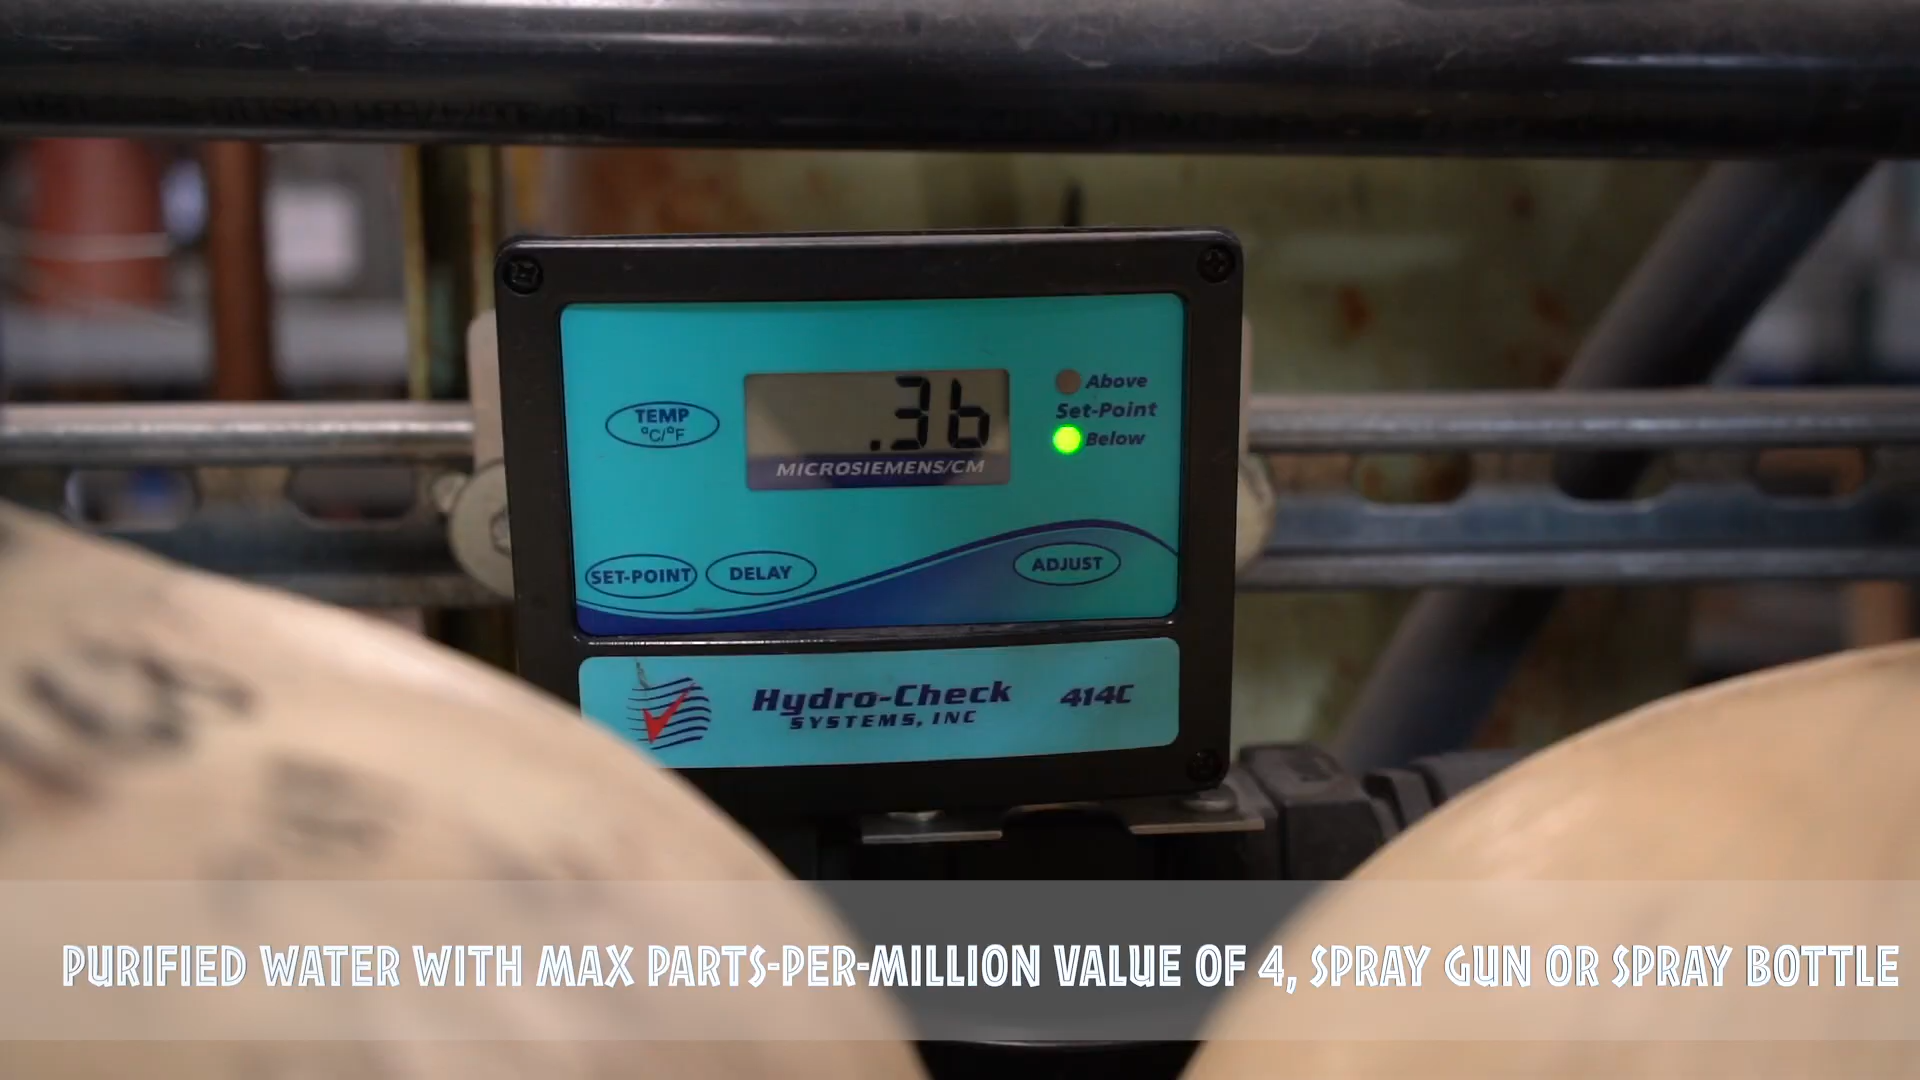 TEMP
°C/°F
.36
MICROSIEMENS/CM
Above
Set-Point
Below
SET-POINT
DELAY
ADJUST
Hydro-Check
SYSTEMS, INC
414C
PURIFIED WATER WITH MAX PARTS-PER-MILLION VALUE OF 4, SPRAY GUN OR SPRAY BOTTLE